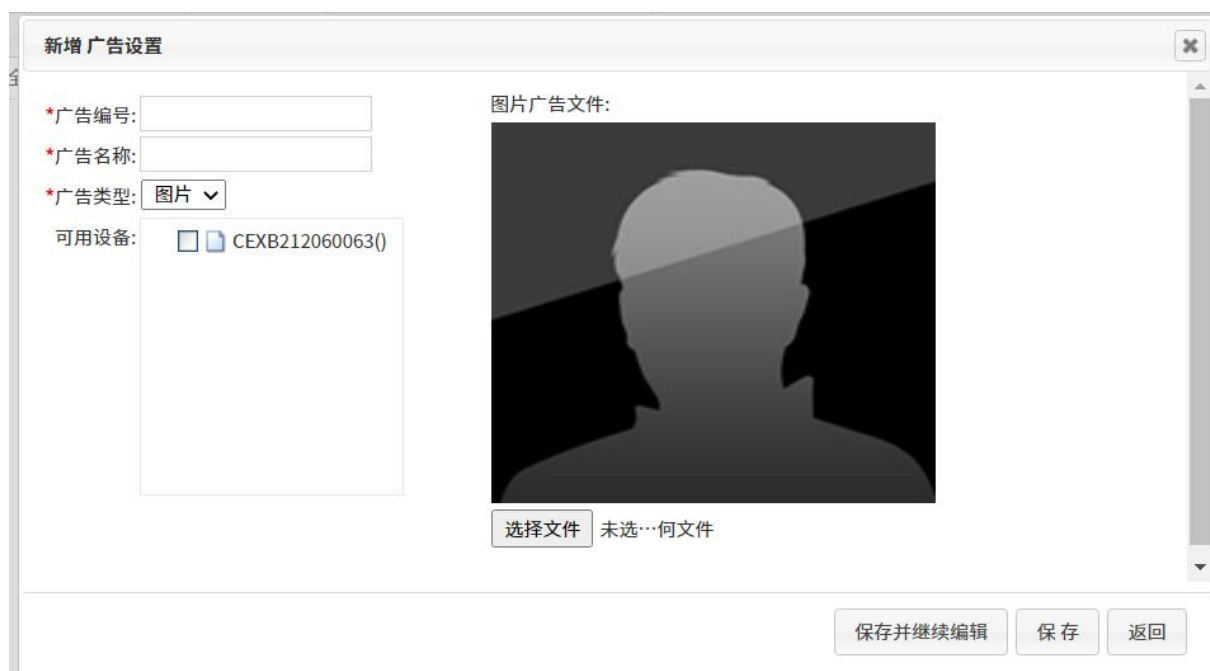 新增 广告设置
*广告编号:
*广告名称:
*广告类型: 图片
可用设备: CEXB212060063()
图片广告文件:
选择文件 未选…何文件
保存并继续编辑 保 存 返回